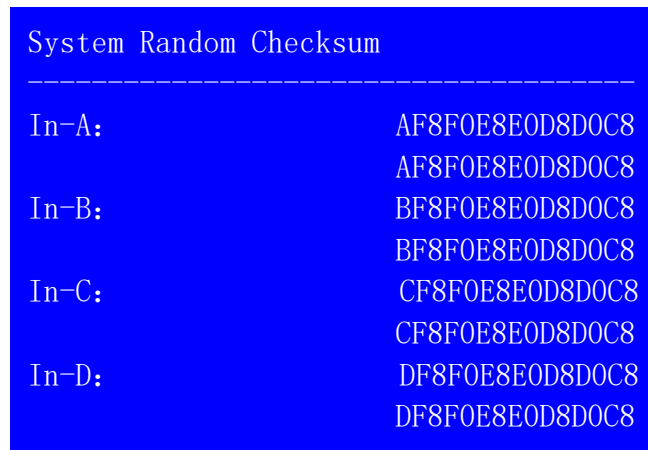 System Random Checksum
--------------------------------------
In-A: AF8F0E8E0D8D0C8
AF8F0E8E0D8D0C8
In-B: BF8F0E8E0D8D0C8
BF8F0E8E0D8D0C8
In-C: CF8F0E8E0D8D0C8
CF8F0E8E0D8D0C8
In-D: DF8F0E8E0D8D0C8
DF8F0E8E0D8D0C8